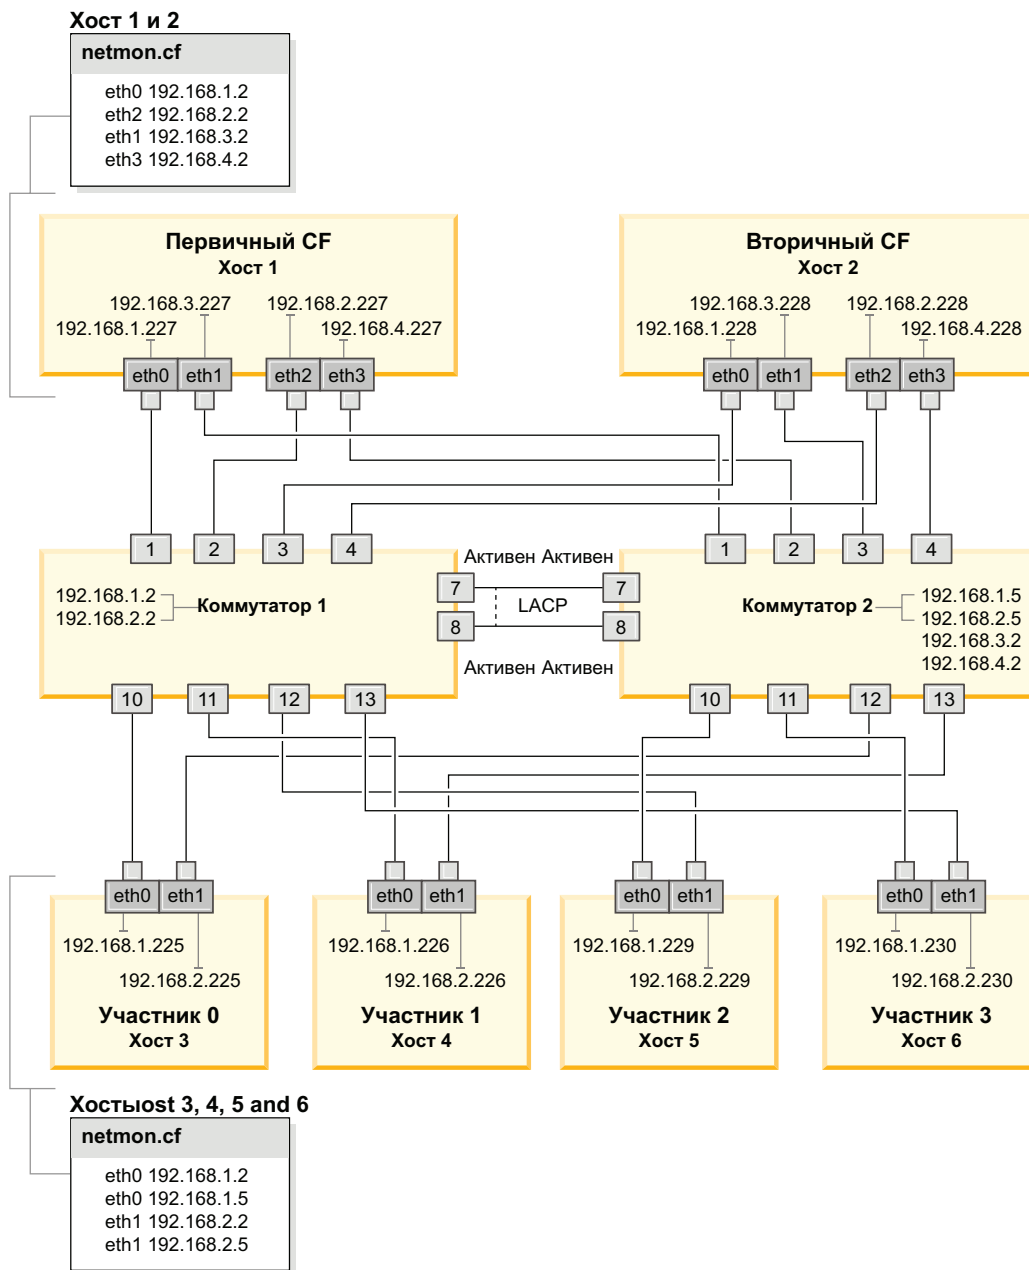 Хост 1 и 2
netmon.cf
eth0 192.168.1.2
eth2 192.168.2.2
eth1 192.168.3.2
eth3 192.168.4.2
Первичный CF
Хост 1
192.168.3.227
192.168.2.227
192.168.1.227
192.168.4.227
eth0
eth1
eth2
eth3
Вторичный CF
Хост 2
192.168.3.228
192.168.2.228
192.168.1.228
192.168.4.228
eth0
eth1
eth2
eth3
1
2
3
4
1
2
3
4
192.168.1.2
192.168.2.2
Коммутатор 1
Активен Активен
7
7
LACP
8
8
Активен Активен
Коммутатор 2
192.168.1.5
192.168.2.5
192.168.3.2
192.168.4.2
10
11
12
13
10
11
12
13
eth0
eth1
192.168.1.225
192.168.2.225
Участник 0
Хост 3
eth0
eth1
192.168.1.226
192.168.2.226
Участник 1
Хост 4
eth0
eth1
192.168.1.229
192.168.2.229
Участник 2
Хост 5
eth0
eth1
192.168.1.230
192.168.2.230
Участник 3
Хост 6
Хостыost 3, 4, 5 and 6
netmon.cf
eth0 192.168.1.2
eth0 192.168.1.5
eth1 192.168.2.2
eth1 192.168.2.5